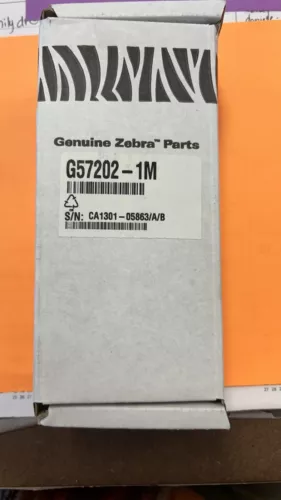 Genuine Zebra™ Parts
G57202-1M
S/N: CA1301-05863/A/B